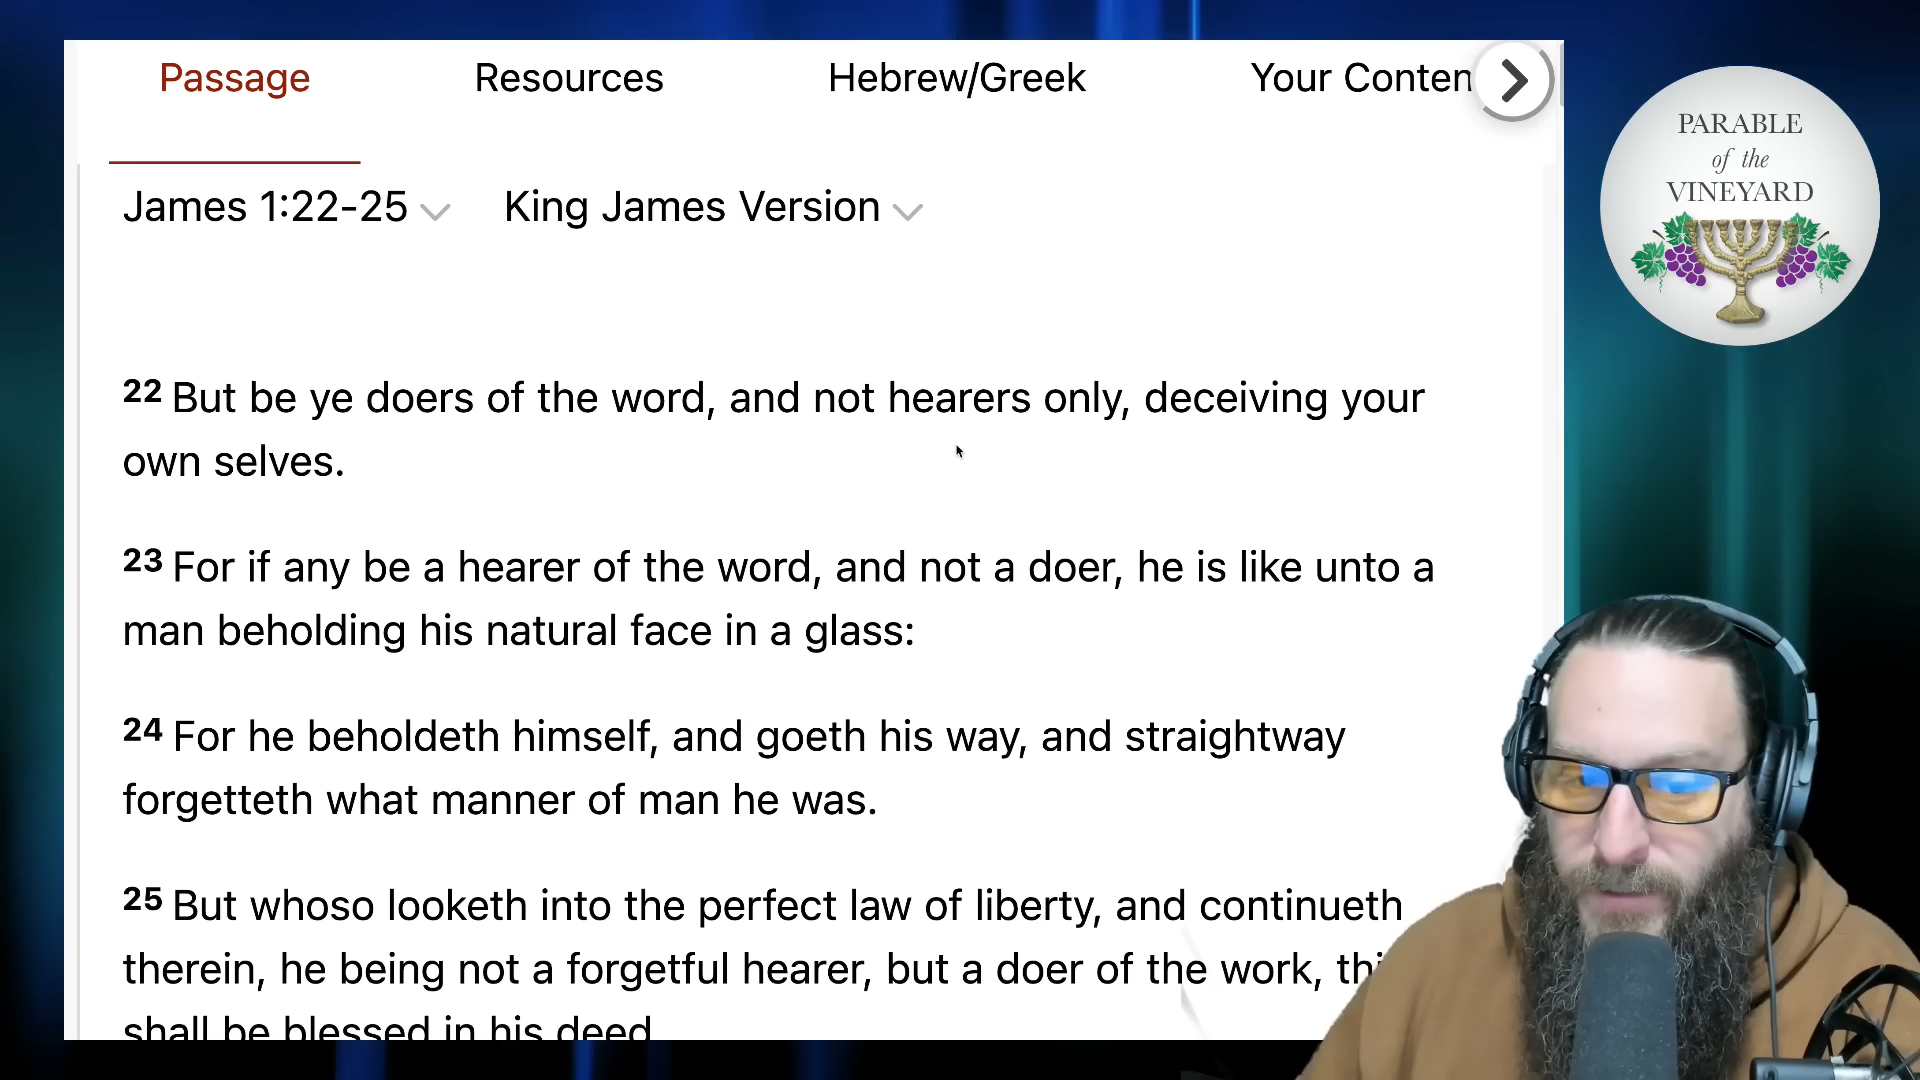 Passage
Resources
Hebrew/Greek
Your Conten
James 1:22-25
King James Version
22 But be ye doers of the word, and not hearers only, deceiving your
own selves.
23 For if any be a hearer of the word, and not a doer, he is like unto a
man beholding his natural face in a glass:
24 For he beholdeth himself, and goeth his way, and straightway
forgetteth what manner of man he was.
25 But whoso looketh into the perfect law of liberty, and continueth
therein, he being not a forgetful hearer, but a doer of the work, thi
shall be blessed in his deed
PARABLE
of the
VINEYARD